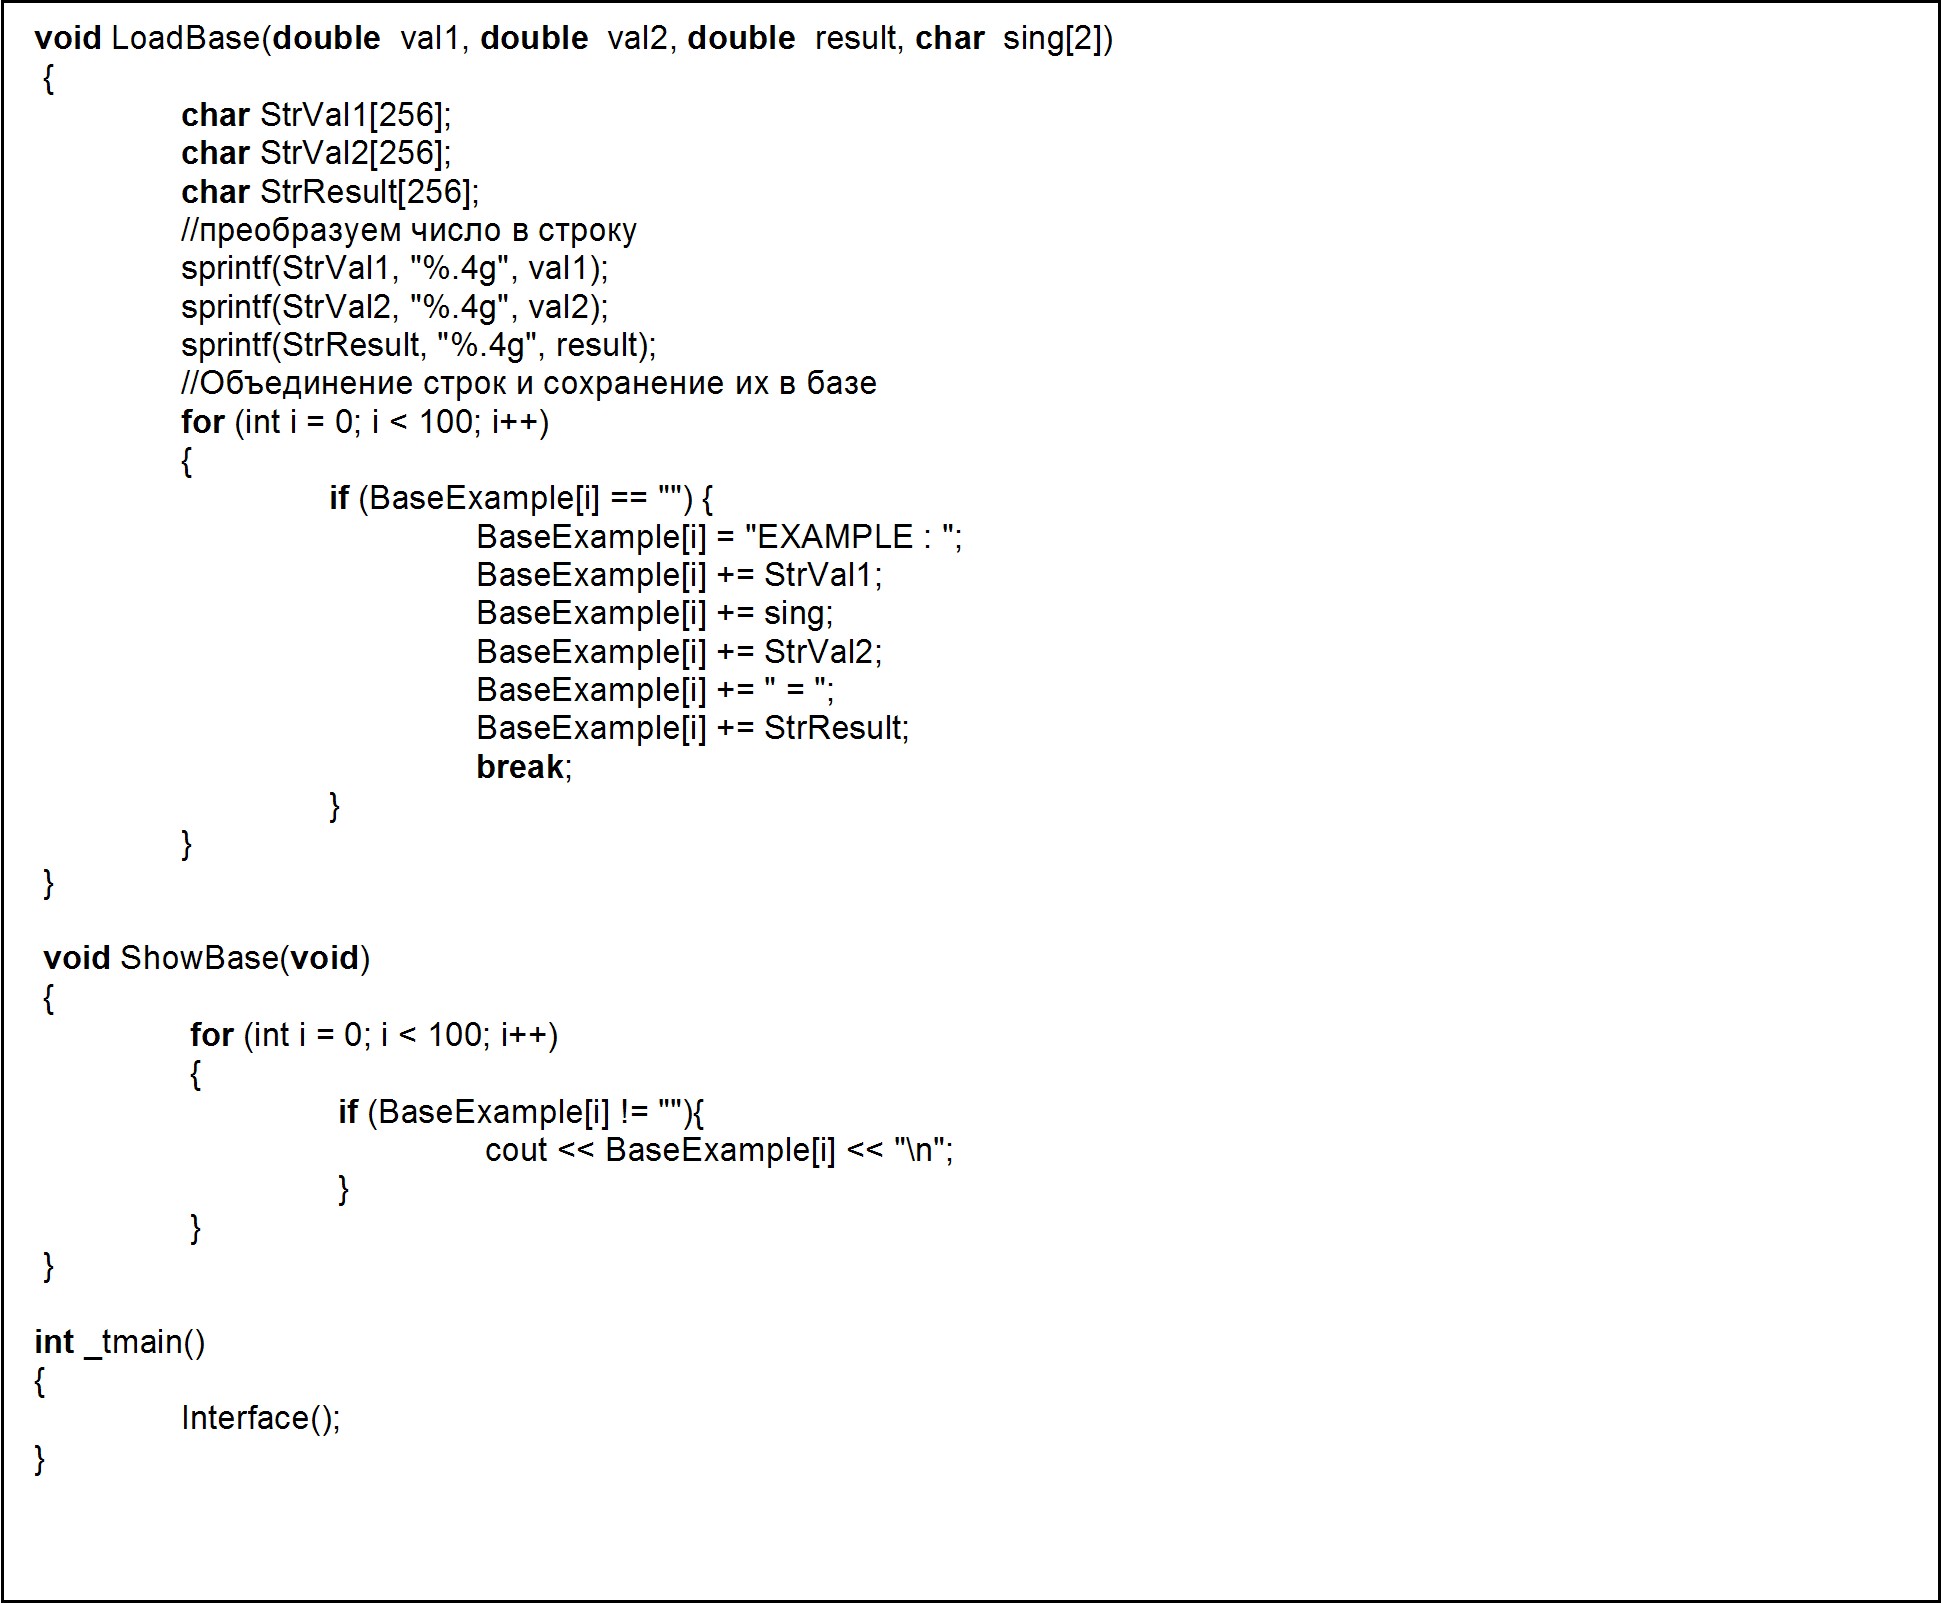 void LoadBase(double  val1, double  val2, double  result, char  sing[2])
{
char StrVal1[256];
char StrVal2[256];
char StrResult[256];
//преобразуем число в строку
sprintf(StrVal1, "%.4g", val1);
sprintf(StrVal2, "%.4g", val2);
sprintf(StrResult, "%.4g", result);
//Объединение строк и сохранение их в базе
for (int i = 0; i < 100; i++)
{
if (BaseExample[i] == "") {
BaseExample[i] = "EXAMPLE : ";
BaseExample[i] += StrVal1;
BaseExample[i] += sing;
BaseExample[i] += StrVal2;
BaseExample[i] += " = ";
BaseExample[i] += StrResult;
break;
}
}
}
void ShowBase(void)
{
for (int i = 0; i < 100; i++)
{
if (BaseExample[i] != ""){
cout << BaseExample[i] << "\n";
}
}
}
int _tmain()
{
Interface();
}